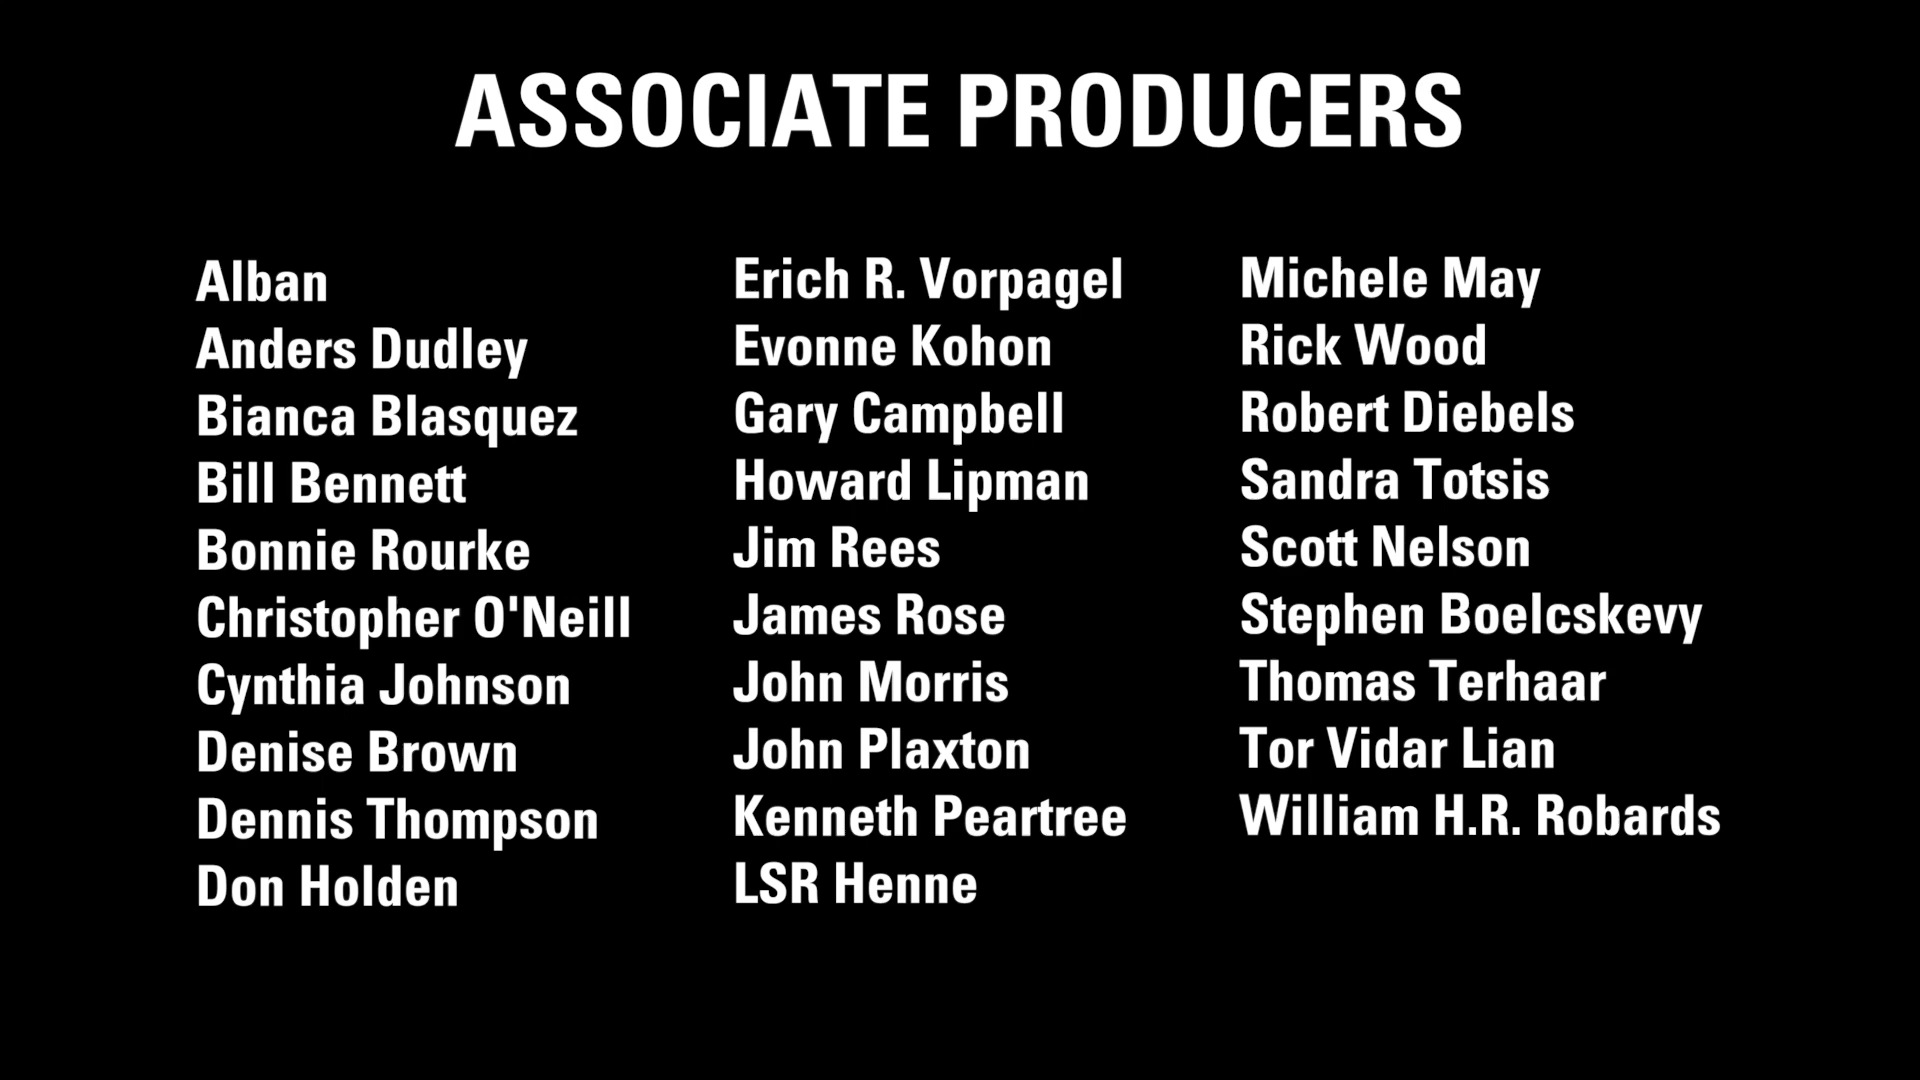 ASSOCIATE PRODUCERS
Alban
Anders Dudley
Bianca Blasquez
Bill Bennett
Bonnie Rourke
Christopher O'Neill
Cynthia Johnson
Denise Brown
Dennis Thompson
Don Holden
Erich R. Vorpagel
Evonne Kohon
Gary Campbell
Howard Lipman
Jim Rees
James Rose
John Morris
John Plaxton
Kenneth Peartree
LSR Henne
Michele May
Rick Wood
Robert Diebels
Sandra Totsis
Scott Nelson
Stephen Boelcskevy
Thomas Terhaar
Tor Vidar Lian
William H.R. Robards